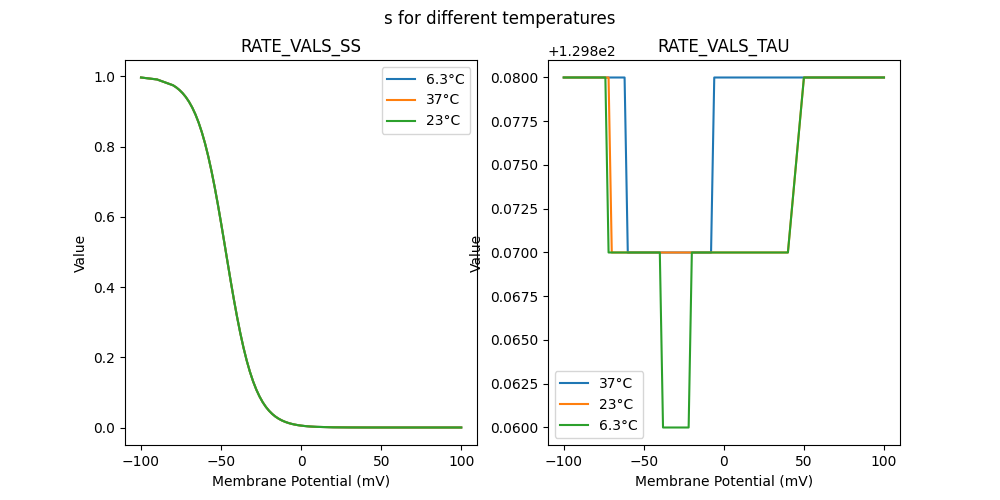 s for different temperatures
RATE_VALS_SS
1.0
0.8
0.6
0.4
0.2
0.0
Value
−100
−50
0
50
100
Membrane Potential (mV)
6.3°C
37°C
23°C
RATE_VALS_TAU
+1.298e2
0.0800
0.0775
0.0750
0.0725
0.0700
0.0675
0.0650
0.0625
0.0600
Value
−100
−50
0
50
100
Membrane Potential (mV)
37°C
23°C
6.3°C